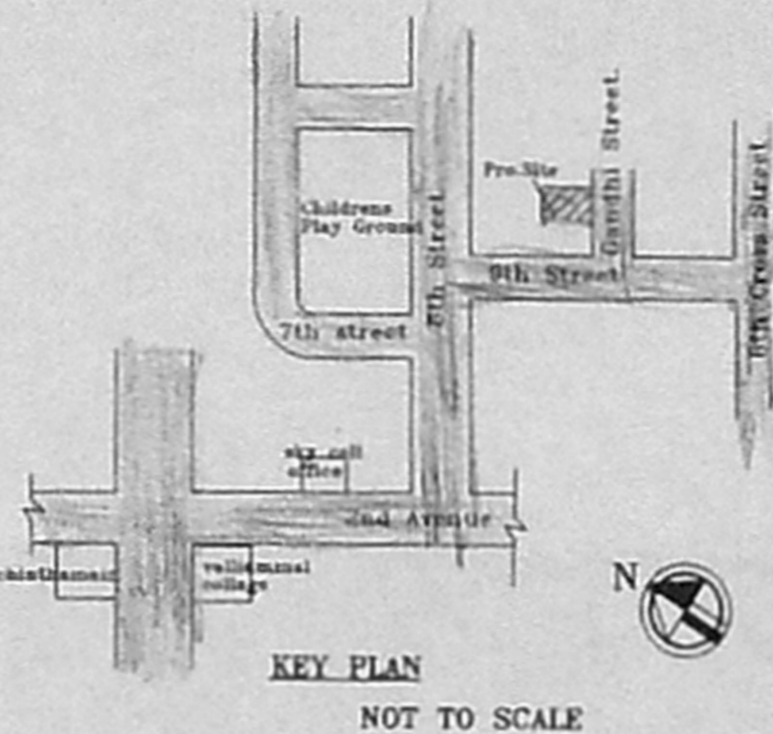 Gandhi Street.
Pro.Site
Childrens
Play Ground
8th Street
9th Street
8th Cross Street
7th street
sky cell
office
2nd Avenue
valliammal
collage
N
KEY PLAN
NOT TO SCALE